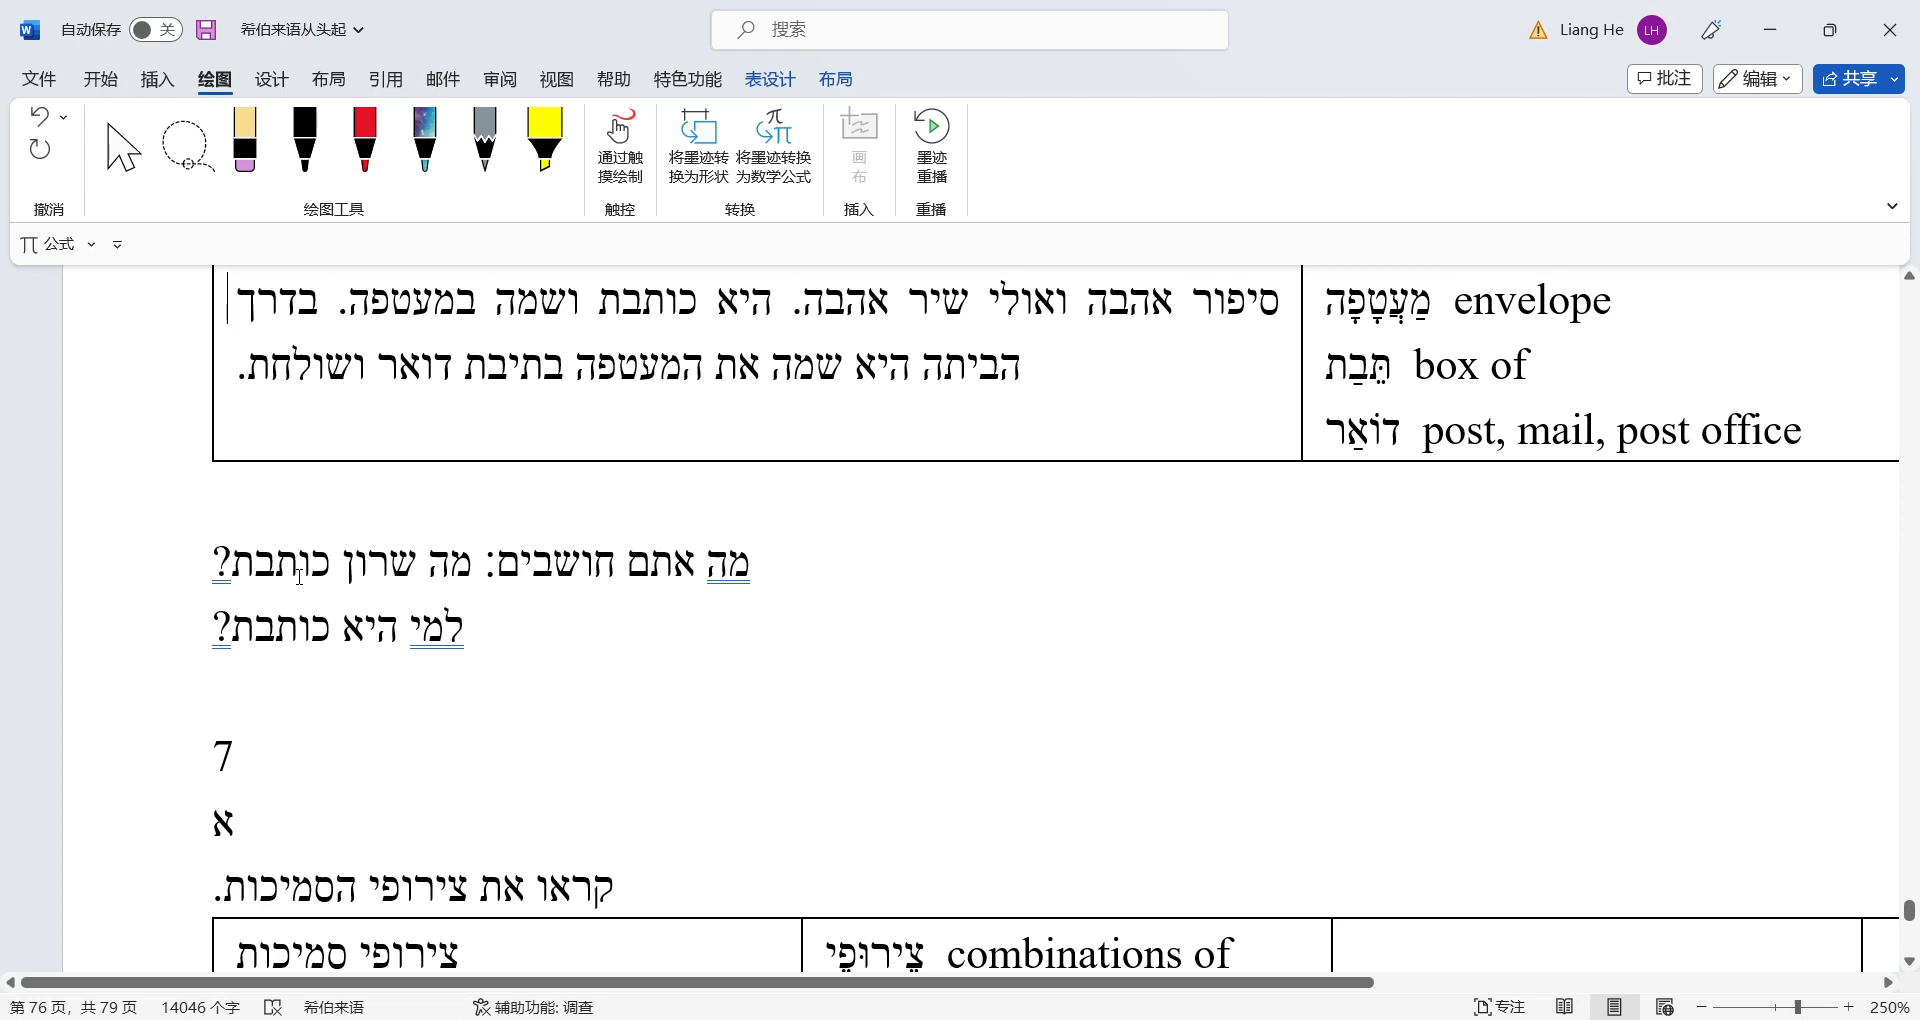 自动保存 关 希伯来语从头起 搜索 Liang He LH
文件 开始 插入 绘图 设计 布局 引用 邮件 审阅 视图 帮助 特色功能 表设计 布局 批注 编辑 共享
通过触摸绘制 将墨迹转换为形状 将墨迹转换为数学公式 画布 墨迹重播
撤消 绘图工具 触控 转换 插入 重播
公式
סיפור אהבה ואולי שיר אהבה. היא כותבת ושמה במעטפה. בדרך
הביתה היא שמה את המעטפה בתיבת דואר ושולחת.
מַעֲטָפָה envelope
תֵּבַת box of
דוֹאַר post, mail, post office
מה אתם חושבים: מה שרון כותבת?
למי היא כותבת?
7
א
קראו את צירופי הסמיכות.
צירופי סמיכות
צֵירוּפֵי combinations of
第 76 页，共 79 页 14046 个字 希伯来语 辅助功能: 调查 专注 250%